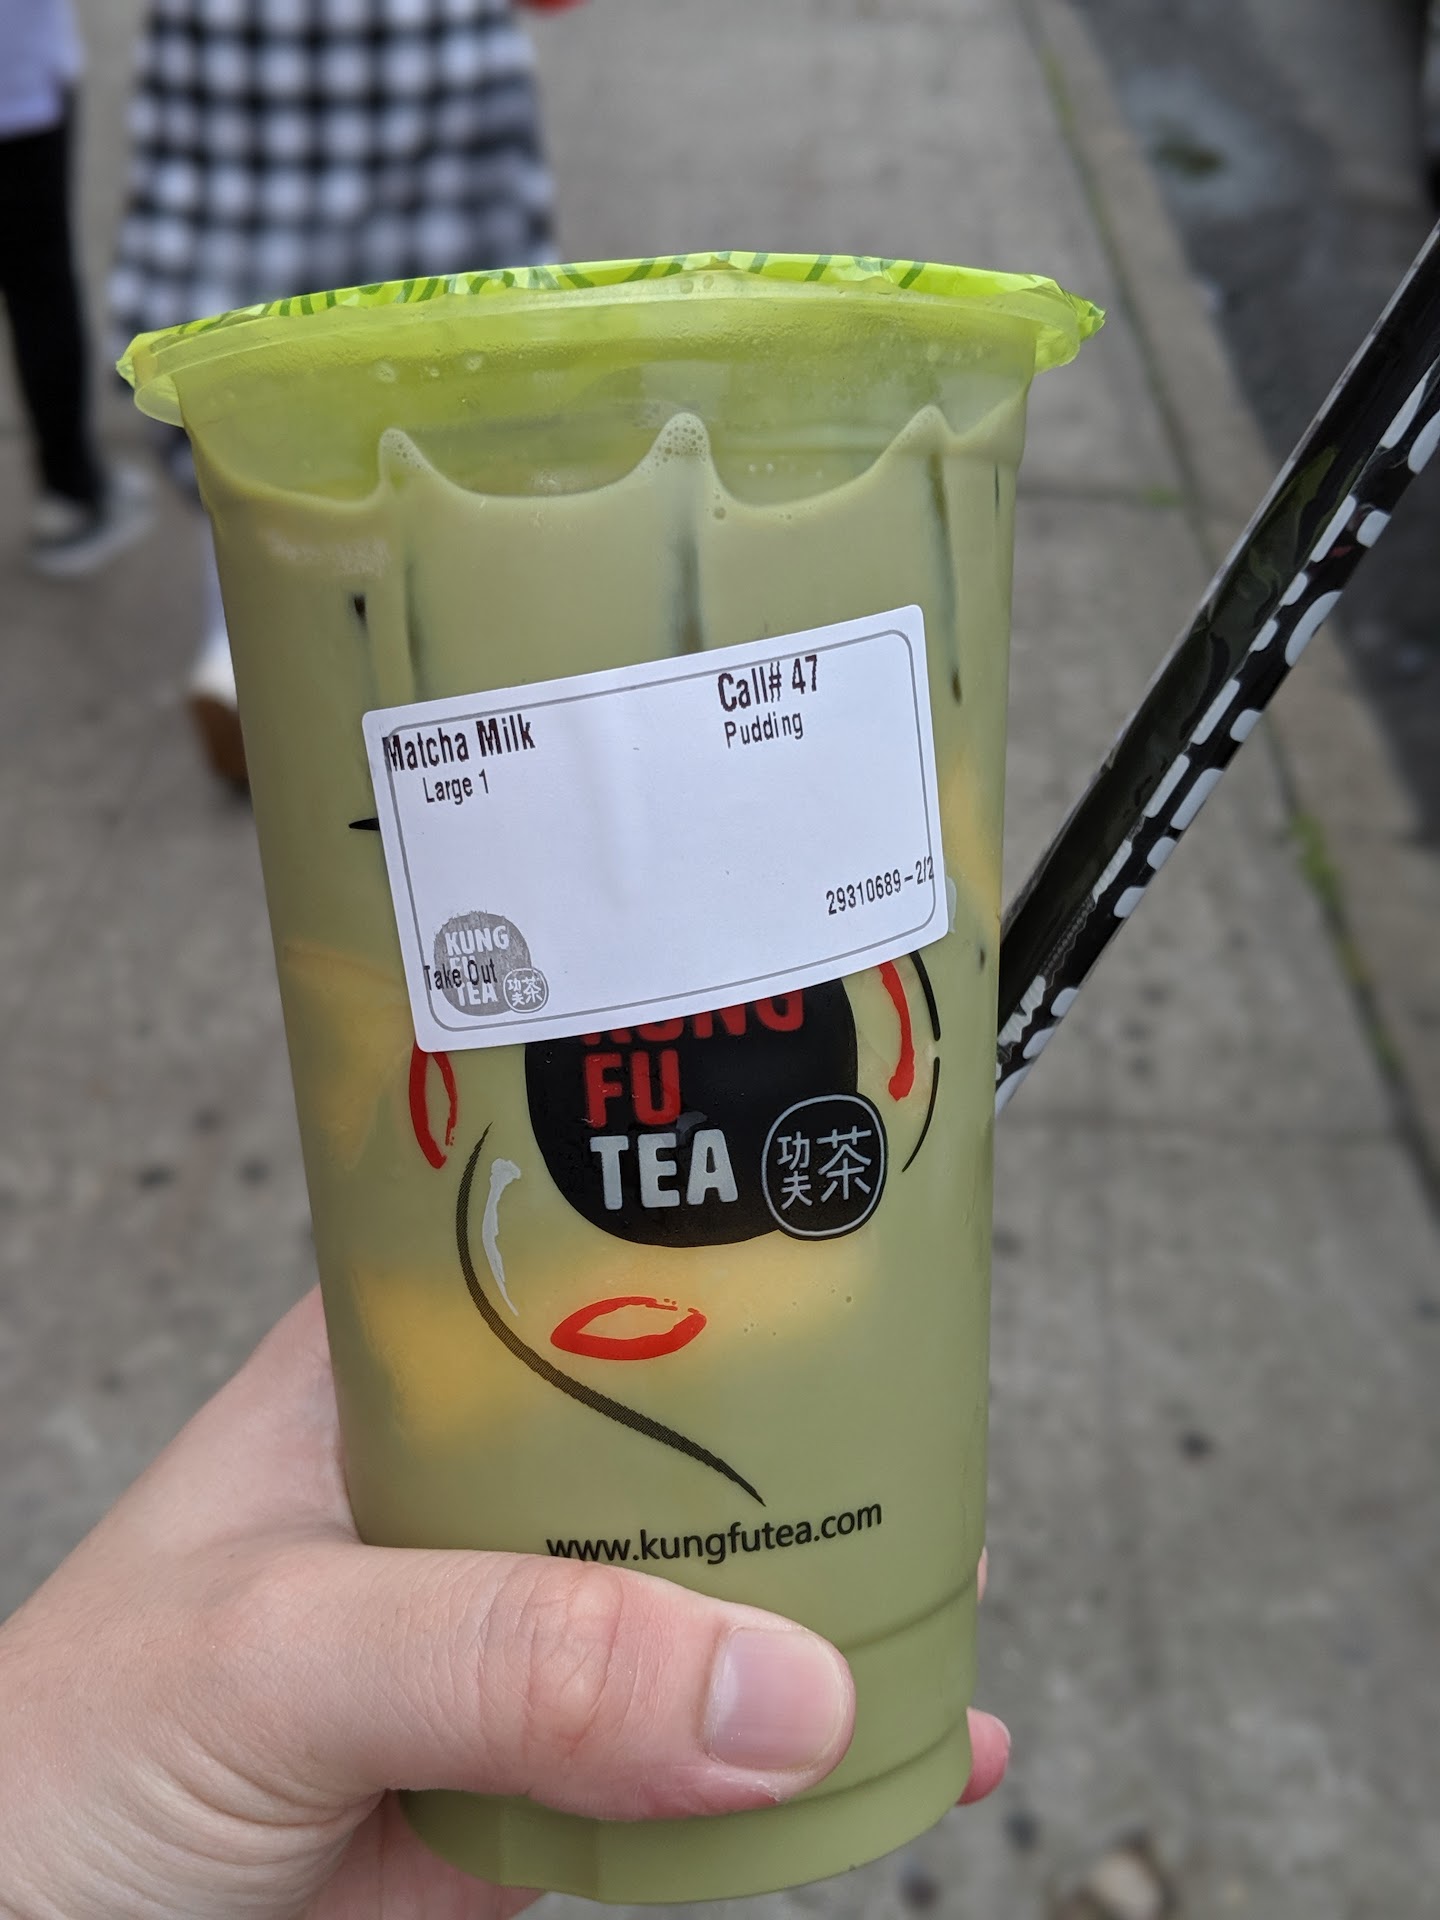 Call# 47
Matcha Milk
Pudding
Large 1
29310689-2/2
KUNG
FU
TEA
功夫
茶
Take Out
KUNG
FU
TEA
功夫
茶
www.kungfutea.com